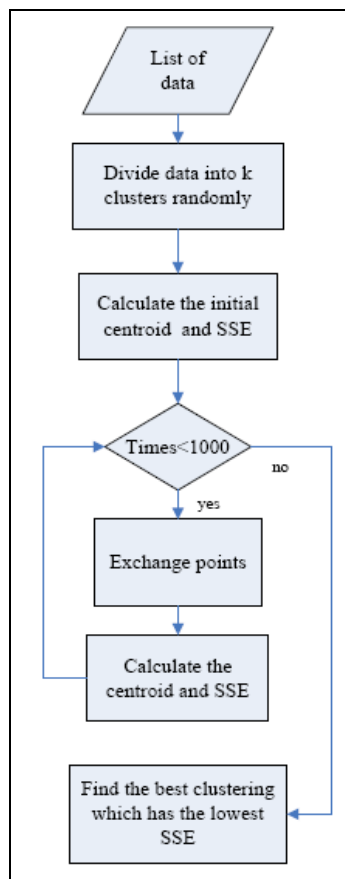 List of
data
Divide data into k
clusters randomly
Calculate the initial
centroid and SSE
Times<1000
no
yes
Exchange points
Calculate the
centroid and SSE
Find the best clustering
which has the lowest
SSE